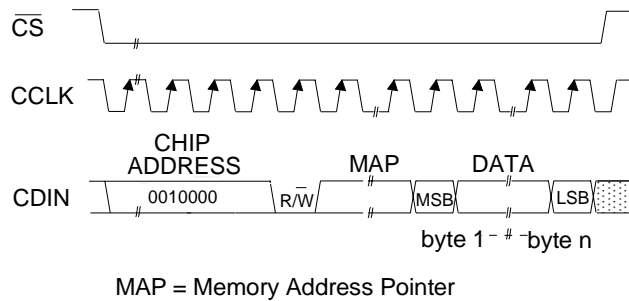 CS
CCLK
CHIP
ADDRESS
MAP
DATA
CDIN
0010000
R/W
MSB
LSB
byte 1
byte n
MAP = Memory Address Pointer